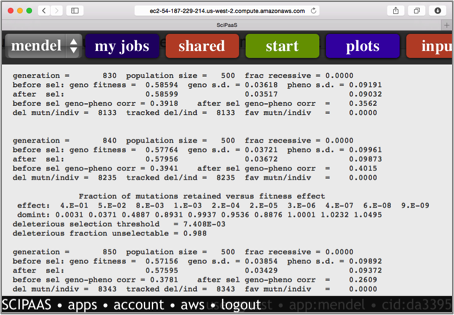 ec2-54-187-229-214.us-west-2.compute.amazonaws.com
SciPaaS
mendel my jobs shared start plots inpu
generation = 830 population size = 500 frac recessive = 0.0000
before sel: geno fitness = 0.58594 geno s.d. = 0.03618 pheno s.d. = 0.09191
after sel: 0.58599 0.03517 0.09032
before sel geno-pheno corr = 0.3918 after sel geno-pheno corr = 0.3562
del mutn/indiv = 8133 tracked del/ind = 8133 fav mutn/indiv = 0.0000
generation = 840 population size = 500 frac recessive = 0.0000
before sel: geno fitness = 0.57764 geno s.d. = 0.03721 pheno s.d. = 0.09961
after sel: 0.57956 0.03672 0.09873
before sel geno-pheno corr = 0.3941 after sel geno-pheno corr = 0.4015
del mutn/indiv = 8235 tracked del/ind = 8235 fav mutn/indiv = 0.0000
Fraction of mutations retained versus fitness effect
effect: 4.E-01 5.E-02 8.E-03 1.E-03 2.E-04 2.E-05 3.E-06 4.E-07 6.E-08 9.E-09
domint: 0.0031 0.0371 0.4887 0.8931 0.9937 0.9536 0.8876 1.0001 1.0232 1.0495
deleterious selection threshold = 7.408E-03
deleterious fraction unselectable = 0.988
generation = 850 population size = 500 frac recessive = 0.0000
before sel: geno fitness = 0.57156 geno s.d. = 0.03854 pheno s.d. = 0.09892
after sel: 0.57595 0.03429 0.09372
before sel geno-pheno corr = 0.3781 after sel geno-pheno corr = 0.2609
del mutn/indiv = 8343 tracked del/ind = 8343 fav mutn/indiv = 0.0000
SCIPAAS • apps • account • aws • logout • app:mendel • cid:da3395